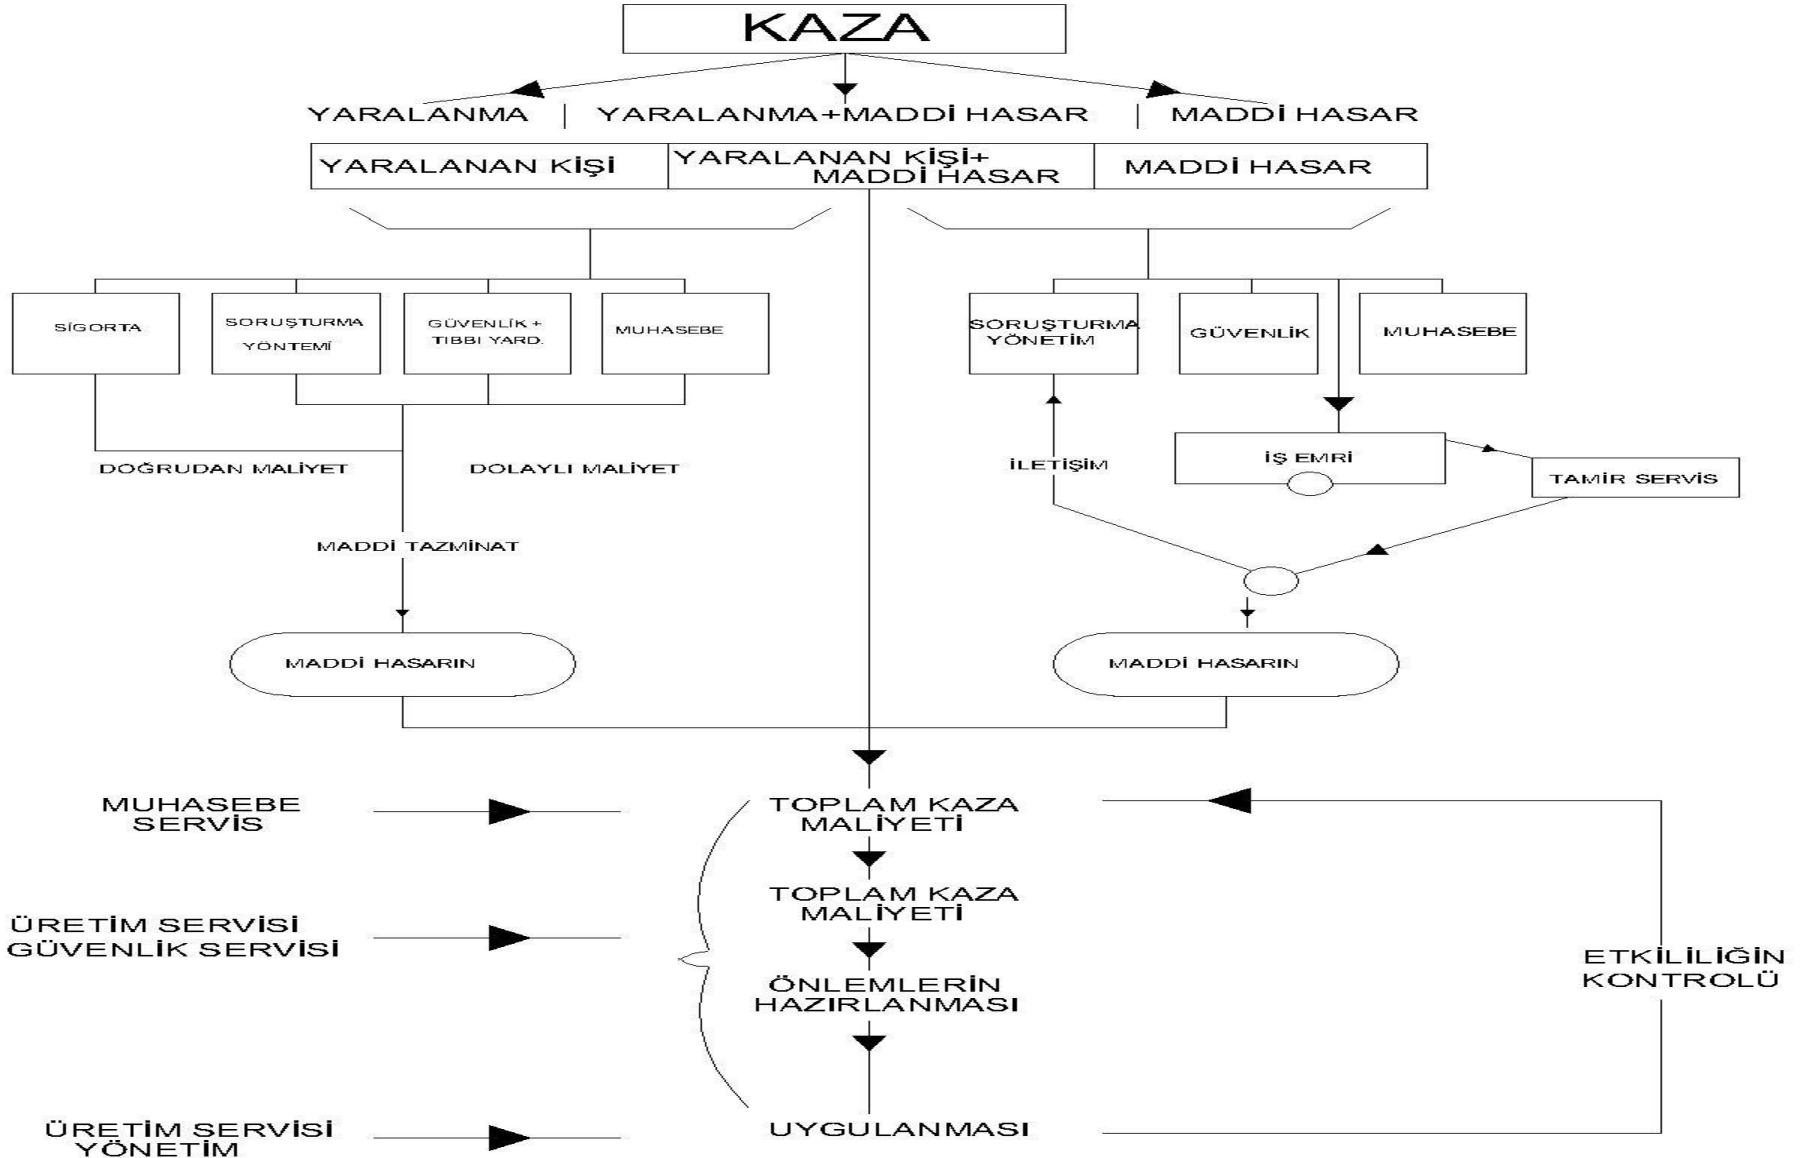 KAZA
YARALANMA | YARALANMA+MADDİ HASAR | MADDİ HASAR
YARALANAN KİŞİ
YARALANAN KİŞİ+
MADDİ HASAR
MADDİ HASAR
SİGORTA
SORUŞTURMA
YÖNTEMİ
GÜVENLİK +
TIBBI YARD.
MUHASEBE
SORUŞTURMA
YÖNETİM
GÜVENLİK
MUHASEBE
DOĞRUDAN MALİYET
DOLAYLI MALİYET
İLETİŞİM
İŞ EMRİ
TAMİR SERVİS
MADDİ TAZMİNAT
MADDİ HASARIN
MADDİ HASARIN
MUHASEBE
SERVİS
TOPLAM KAZA
MALİYETİ
TOPLAM KAZA
MALİYETİ
ÜRETİM SERVİSİ
GÜVENLİK SERVİSİ
ÖNLEMLERİN
HAZIRLANMASI
ETKİLİLİĞİN
KONTROLÜ
ÜRETİM SERVİSİ
YÖNETİM
UYGULANMASI